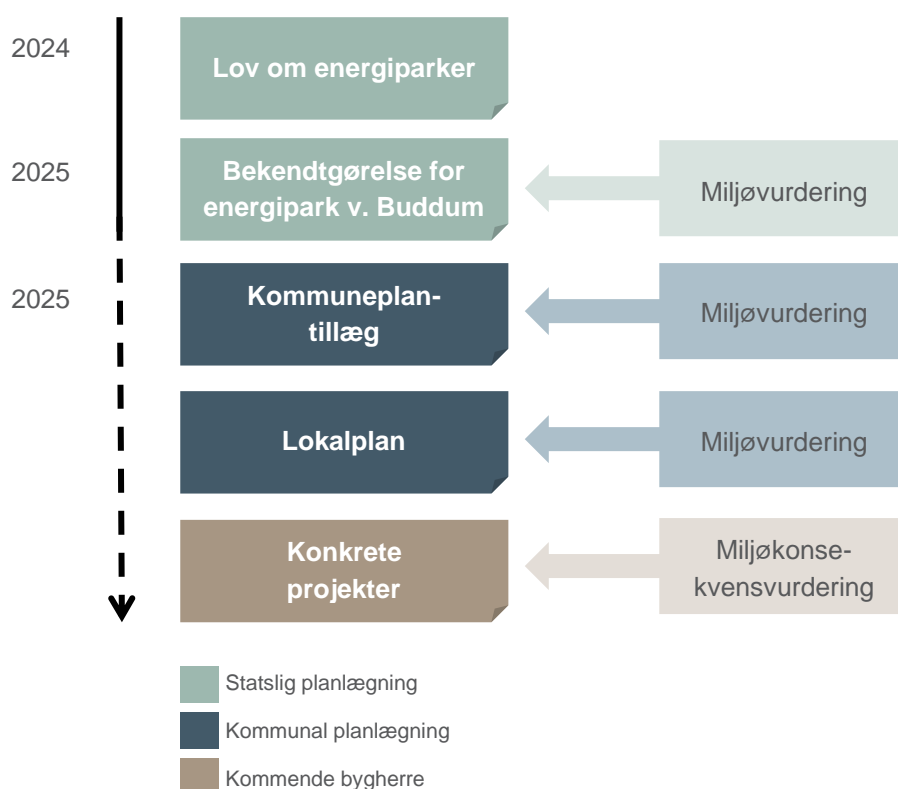 2024
Lov om energiparker
2025
Bekendtgørelse for
energipark v. Buddum
Miljøvurdering
2025
Kommuneplan-
tillæg
Miljøvurdering
Lokalplan
Miljøvurdering
Konkrete
projekter
Miljøkonse-
kvensvurdering
Statslig planlægning
Kommunal planlægning
Kommende bygherre